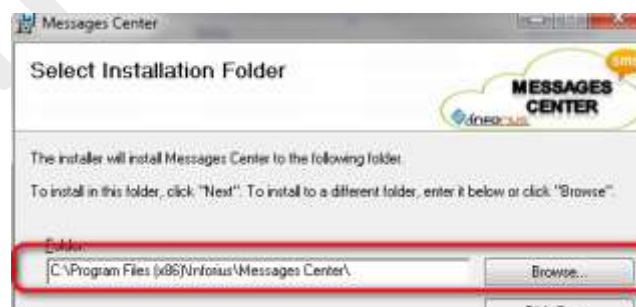 Messages Center
Select Installation Folder
sms
MESSAGES
CENTER
The installer will install Messages Center to the following folder.
To install in this folder, click "Next". To install to a different folder, enter it below or click "Browse".
Folder:
C:\Program Files (x86)\Inforius\Messages Center\
Browse...